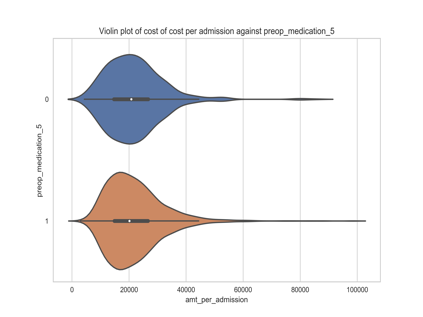 Violin plot of cost of cost per admission against preop_medication_5
preop_medication_5
0
1
0 20000 40000 60000 80000 100000
amt_per_admission